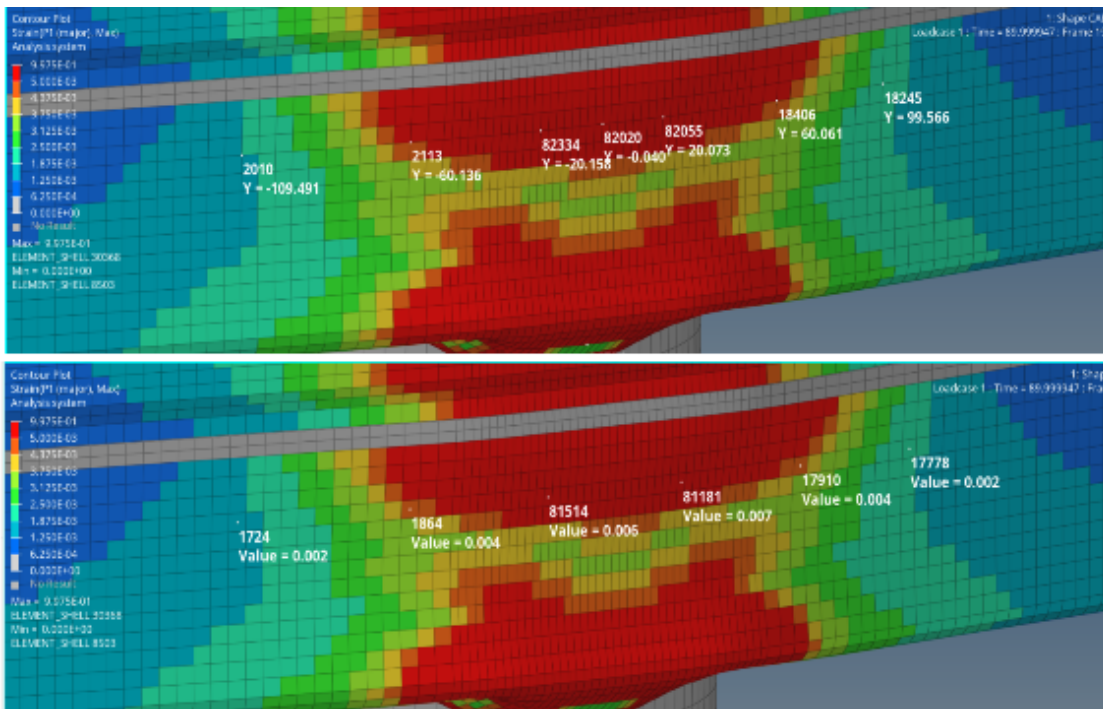 Contour Plot
Strain(P1 (major), Max)
Analysis system
9.975E-01
5.000E-03
4.375E-03
3.750E-03
3.125E-03
2.500E-03
1.875E-03
1.250E-03
6.250E-04
0.000E+00
No Result
Max = 9.975E-01
ELEMENT_SHELL 30368
Min = 0.000E+00
ELEMENT_SHELL 8503
1: Shape CAE
Loadcase 1 : Time = 89.999947 : Frame
2010
Y = -109.491
2113
Y = -60.136
82334
Y = -20.158
82020
Y = -0.040
82055
Y = 20.073
18406
Y = 60.061
18245
Y = 99.566
Contour Plot
Strain(P1 (major), Max)
Analysis system
9.975E-01
5.000E-03
4.375E-03
3.750E-03
3.125E-03
2.500E-03
1.875E-03
1.250E-03
6.250E-04
0.000E+00
No Result
Max = 9.975E-01
ELEMENT_SHELL 30368
Min = 0.000E+00
ELEMENT_SHELL 8503
1: Shap
Loadcase 1 : Time = 89.999947 : Fra
1724
Value = 0.002
1864
Value = 0.004
81514
Value = 0.006
81181
Value = 0.007
17910
Value = 0.004
17778
Value = 0.002